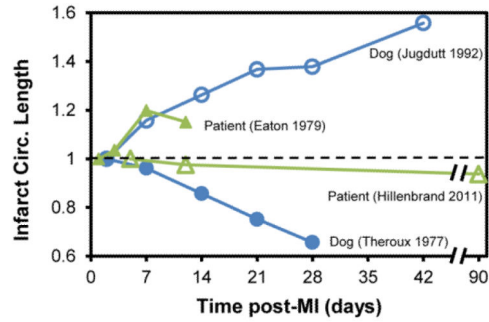 1.6
1.4
1.2
1
0.8
0.6
Infarct Circ. Length
Dog (Jugdutt 1992)
Patient (Eaton 1979)
Patient (Hillenbrand 2011)
Dog (Theroux 1977)
0 7 14 21 28 35 42 90
Time post-MI (days)